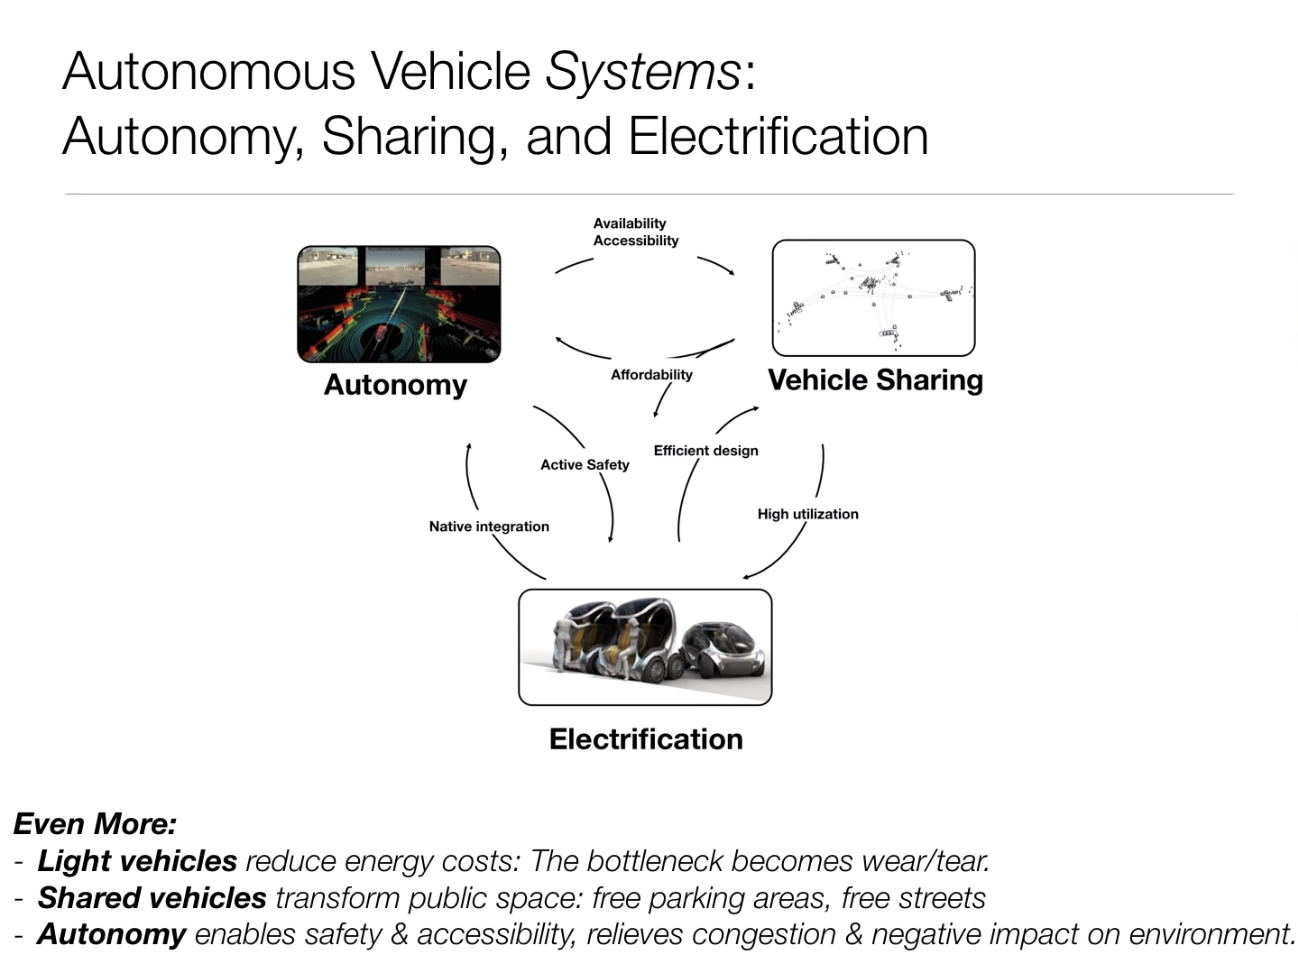 Autonomous Vehicle Systems:
Autonomy, Sharing, and Electrification
Availability
Accessibility
Autonomy
Vehicle Sharing
Affordability
Active Safety
Efficient design
Native integration
High utilization
Electrification
Even More:
- Light vehicles reduce energy costs: The bottleneck becomes wear/tear.
- Shared vehicles transform public space: free parking areas, free streets
- Autonomy enables safety & accessibility, relieves congestion & negative impact on environment.